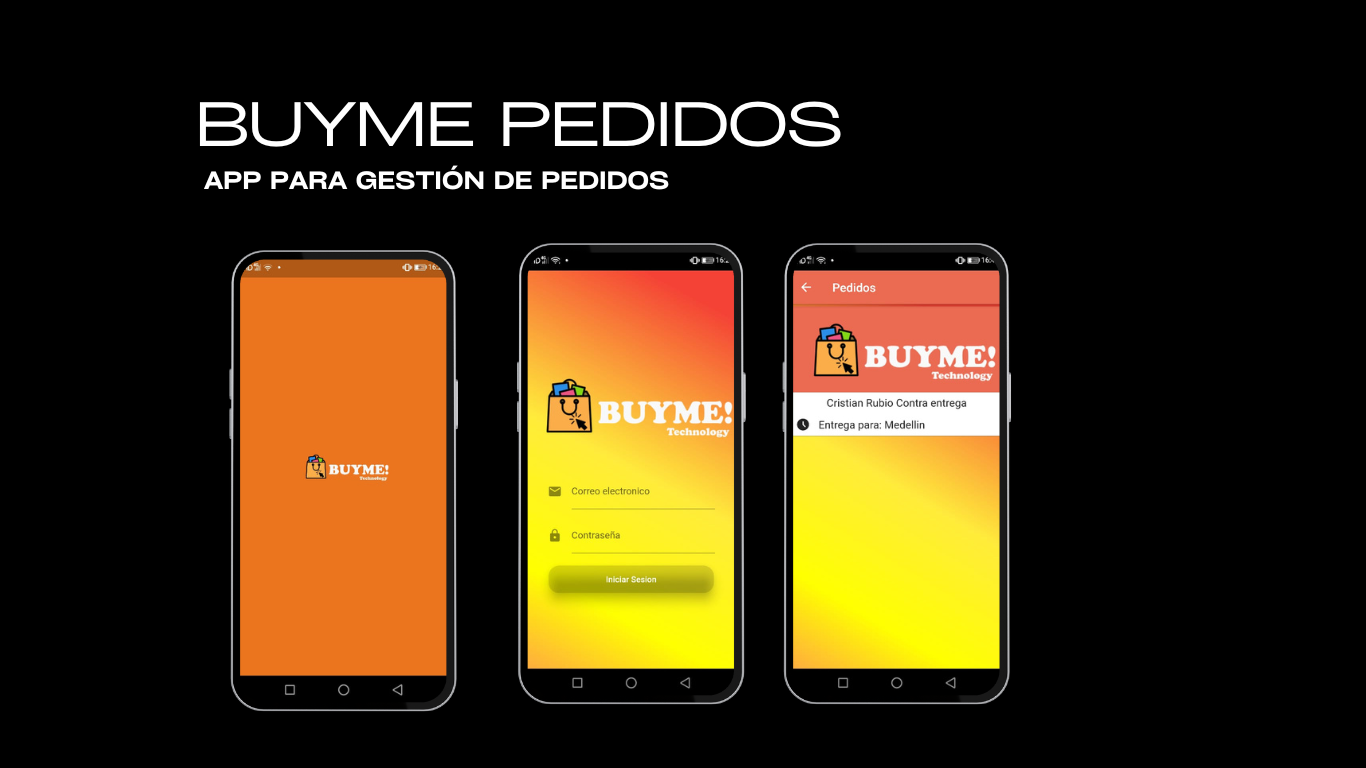 BUYME PEDIDOS
APP PARA GESTIÓN DE PEDIDOS
BUYME!
Technology
BUYME!
Technology
Correo electronico
Contraseña
Iniciar Sesion
Pedidos
BUYME!
Technology
Cristian Rubio Contra entrega
Entrega para: Medellin